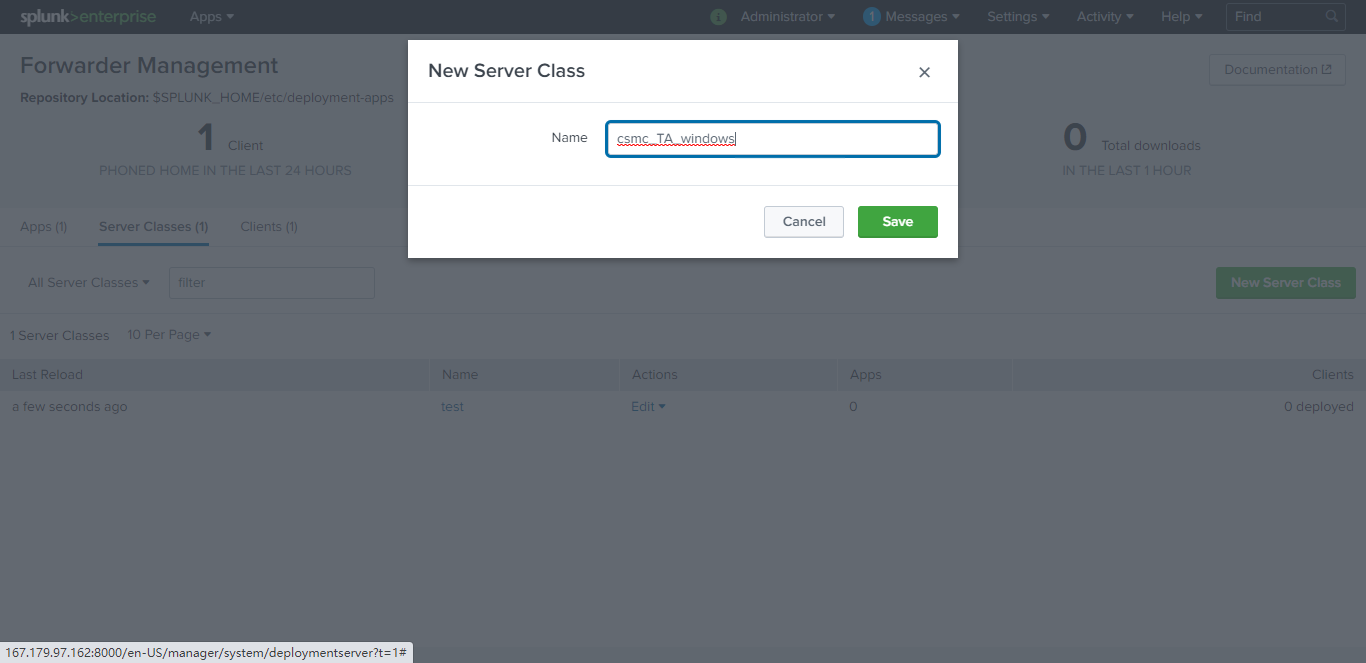 splunk>enterprise Apps Administrator 1 Messages Settings Activity Help Find
Forwarder Management
Documentation
Repository Location: $SPLUNK_HOME/etc/deployment-apps
1 Client
PHONED HOME IN THE LAST 24 HOURS
0 Total downloads
IN THE LAST 1 HOUR
New Server Class
Name csmc_TA_windows
Cancel Save
Apps (1) Server Classes (1) Clients (1)
All Server Classes filter New Server Class
1 Server Classes 10 Per Page
Last Reload Name Actions Apps Clients
a few seconds ago test Edit 0 0 deployed
167.179.97.162:8000/en-US/manager/system/deploymentserver?t=1#